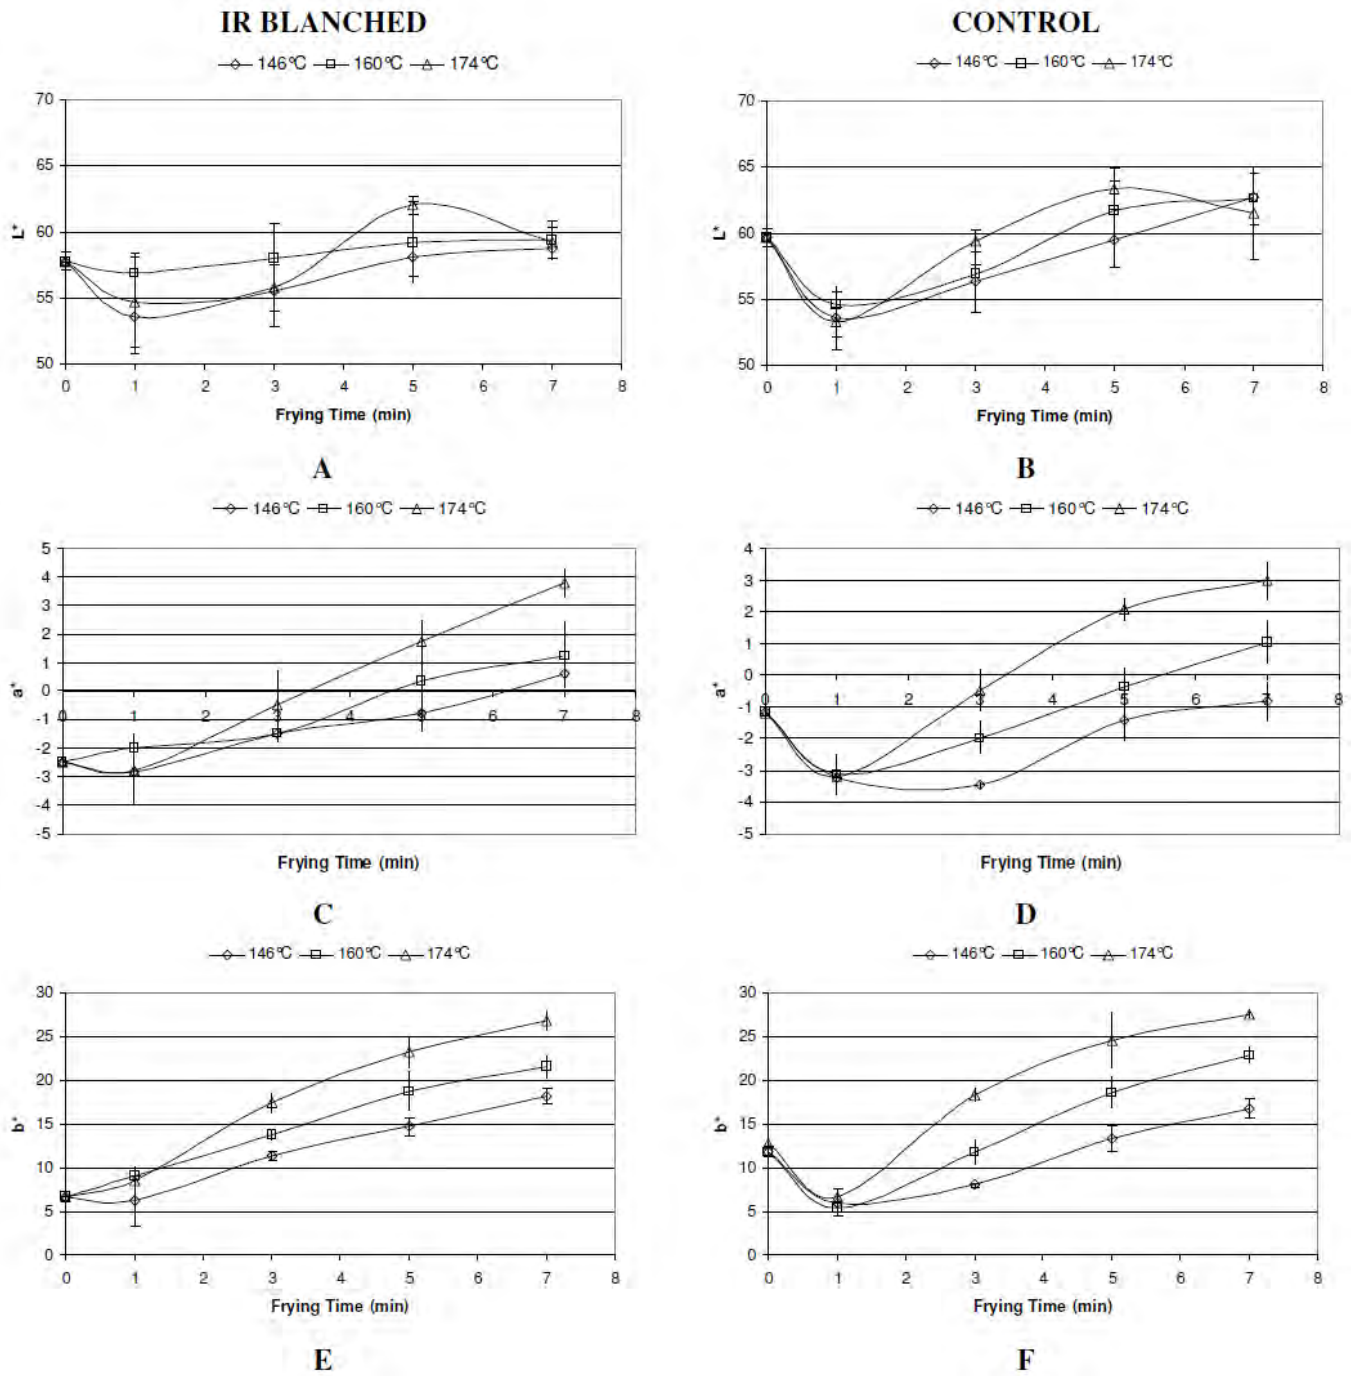 IR BLANCHED
146°C 160°C 174°C
70
65
60
55
50
L*
0 1 2 3 4 5 6 7 8
Frying Time (min)
A
CONTROL
146°C 160°C 174°C
70
65
60
55
50
L*
0 1 2 3 4 5 6 7 8
Frying Time (min)
B
146°C 160°C 174°C
5
4
3
2
1
0
-1
-2
-3
-4
-5
a*
0 1 2 3 4 5 6 7 8
Frying Time (min)
C
146°C 160°C 174°C
4
3
2
1
0
-1
-2
-3
-4
-5
a*
0 1 2 3 4 5 6 7 8
Frying Time (min)
D
146°C 160°C 174°C
30
25
20
15
10
5
0
b*
0 1 2 3 4 5 6 7 8
Frying Time (min)
E
146°C 160°C 174°C
30
25
20
15
10
5
0
b*
0 1 2 3 4 5 6 7 8
Frying Time (min)
F